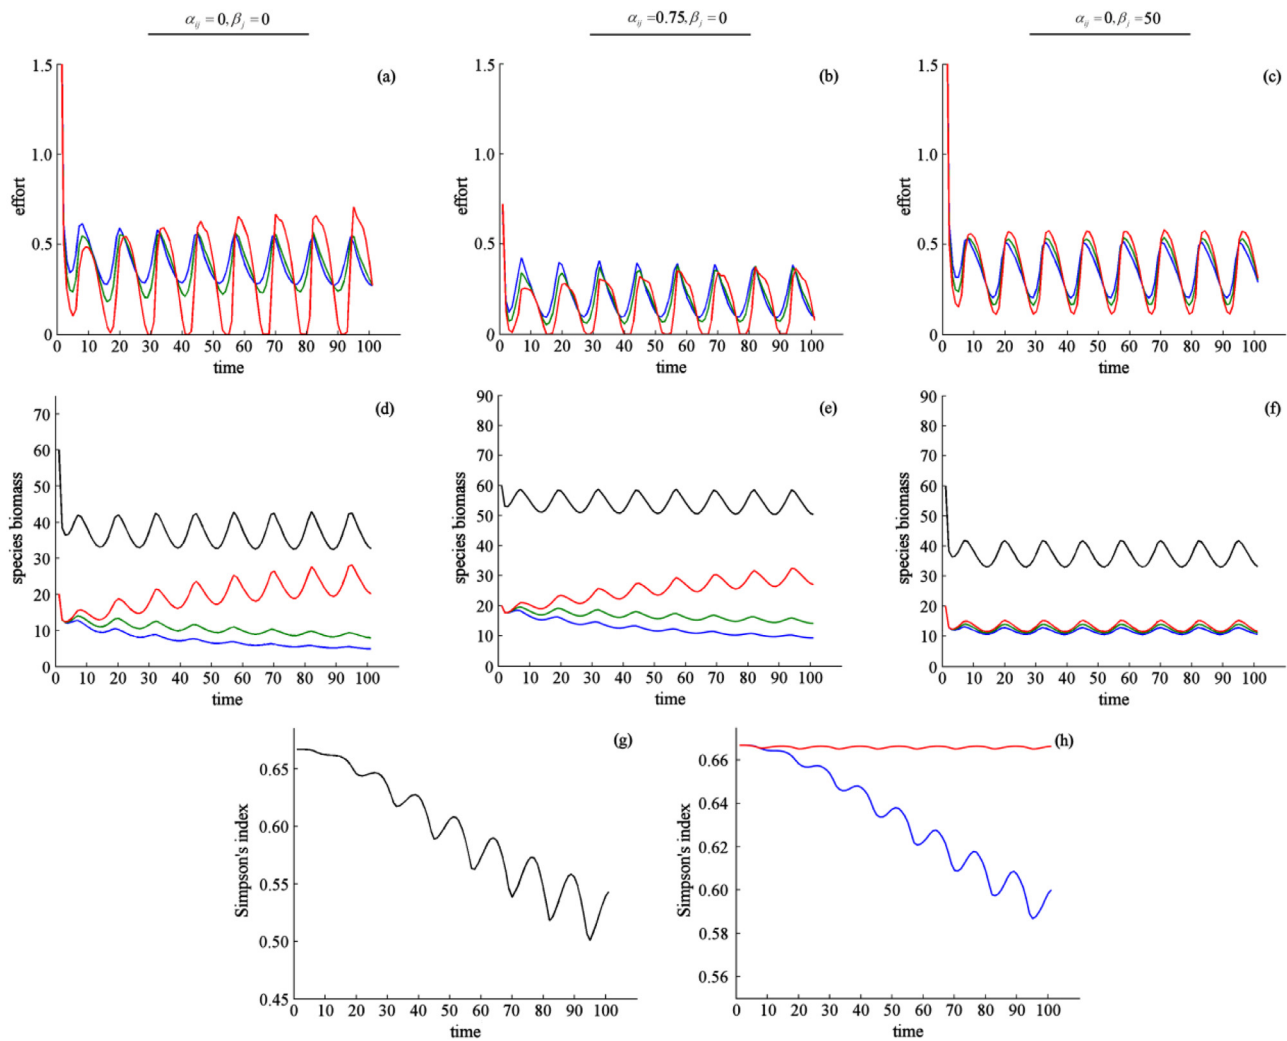 α_ij = 0, β_j = 0
α_ij =0.75, β_j = 0
α_ij = 0, β_j = 50
(a)
1.5
1.0
0.5
0
effort
0 10 20 30 40 50 60 70 80 90 100
time
(b)
1.5
1.0
0.5
0
effort
0 10 20 30 40 50 60 70 80 90 100
time
(c)
1.5
1.0
0.5
0
effort
0 10 20 30 40 50 60 70 80 90 100
time
(d)
70
60
50
40
30
20
10
0
species biomass
0 10 20 30 40 50 60 70 80 90 100
time
(e)
90
80
70
60
50
40
30
20
10
0
species biomass
0 10 20 30 40 50 60 70 80 90 100
time
(f)
90
80
70
60
50
40
30
20
10
0
species biomass
0 10 20 30 40 50 60 70 80 90 100
time
(g)
0.65
0.60
0.55
0.50
0.45
Simpson's index
0 10 20 30 40 50 60 70 80 90 100
time
(h)
0.66
0.64
0.62
0.60
0.58
0.56
Simpson's index
0 10 20 30 40 50 60 70 80 90 100
time